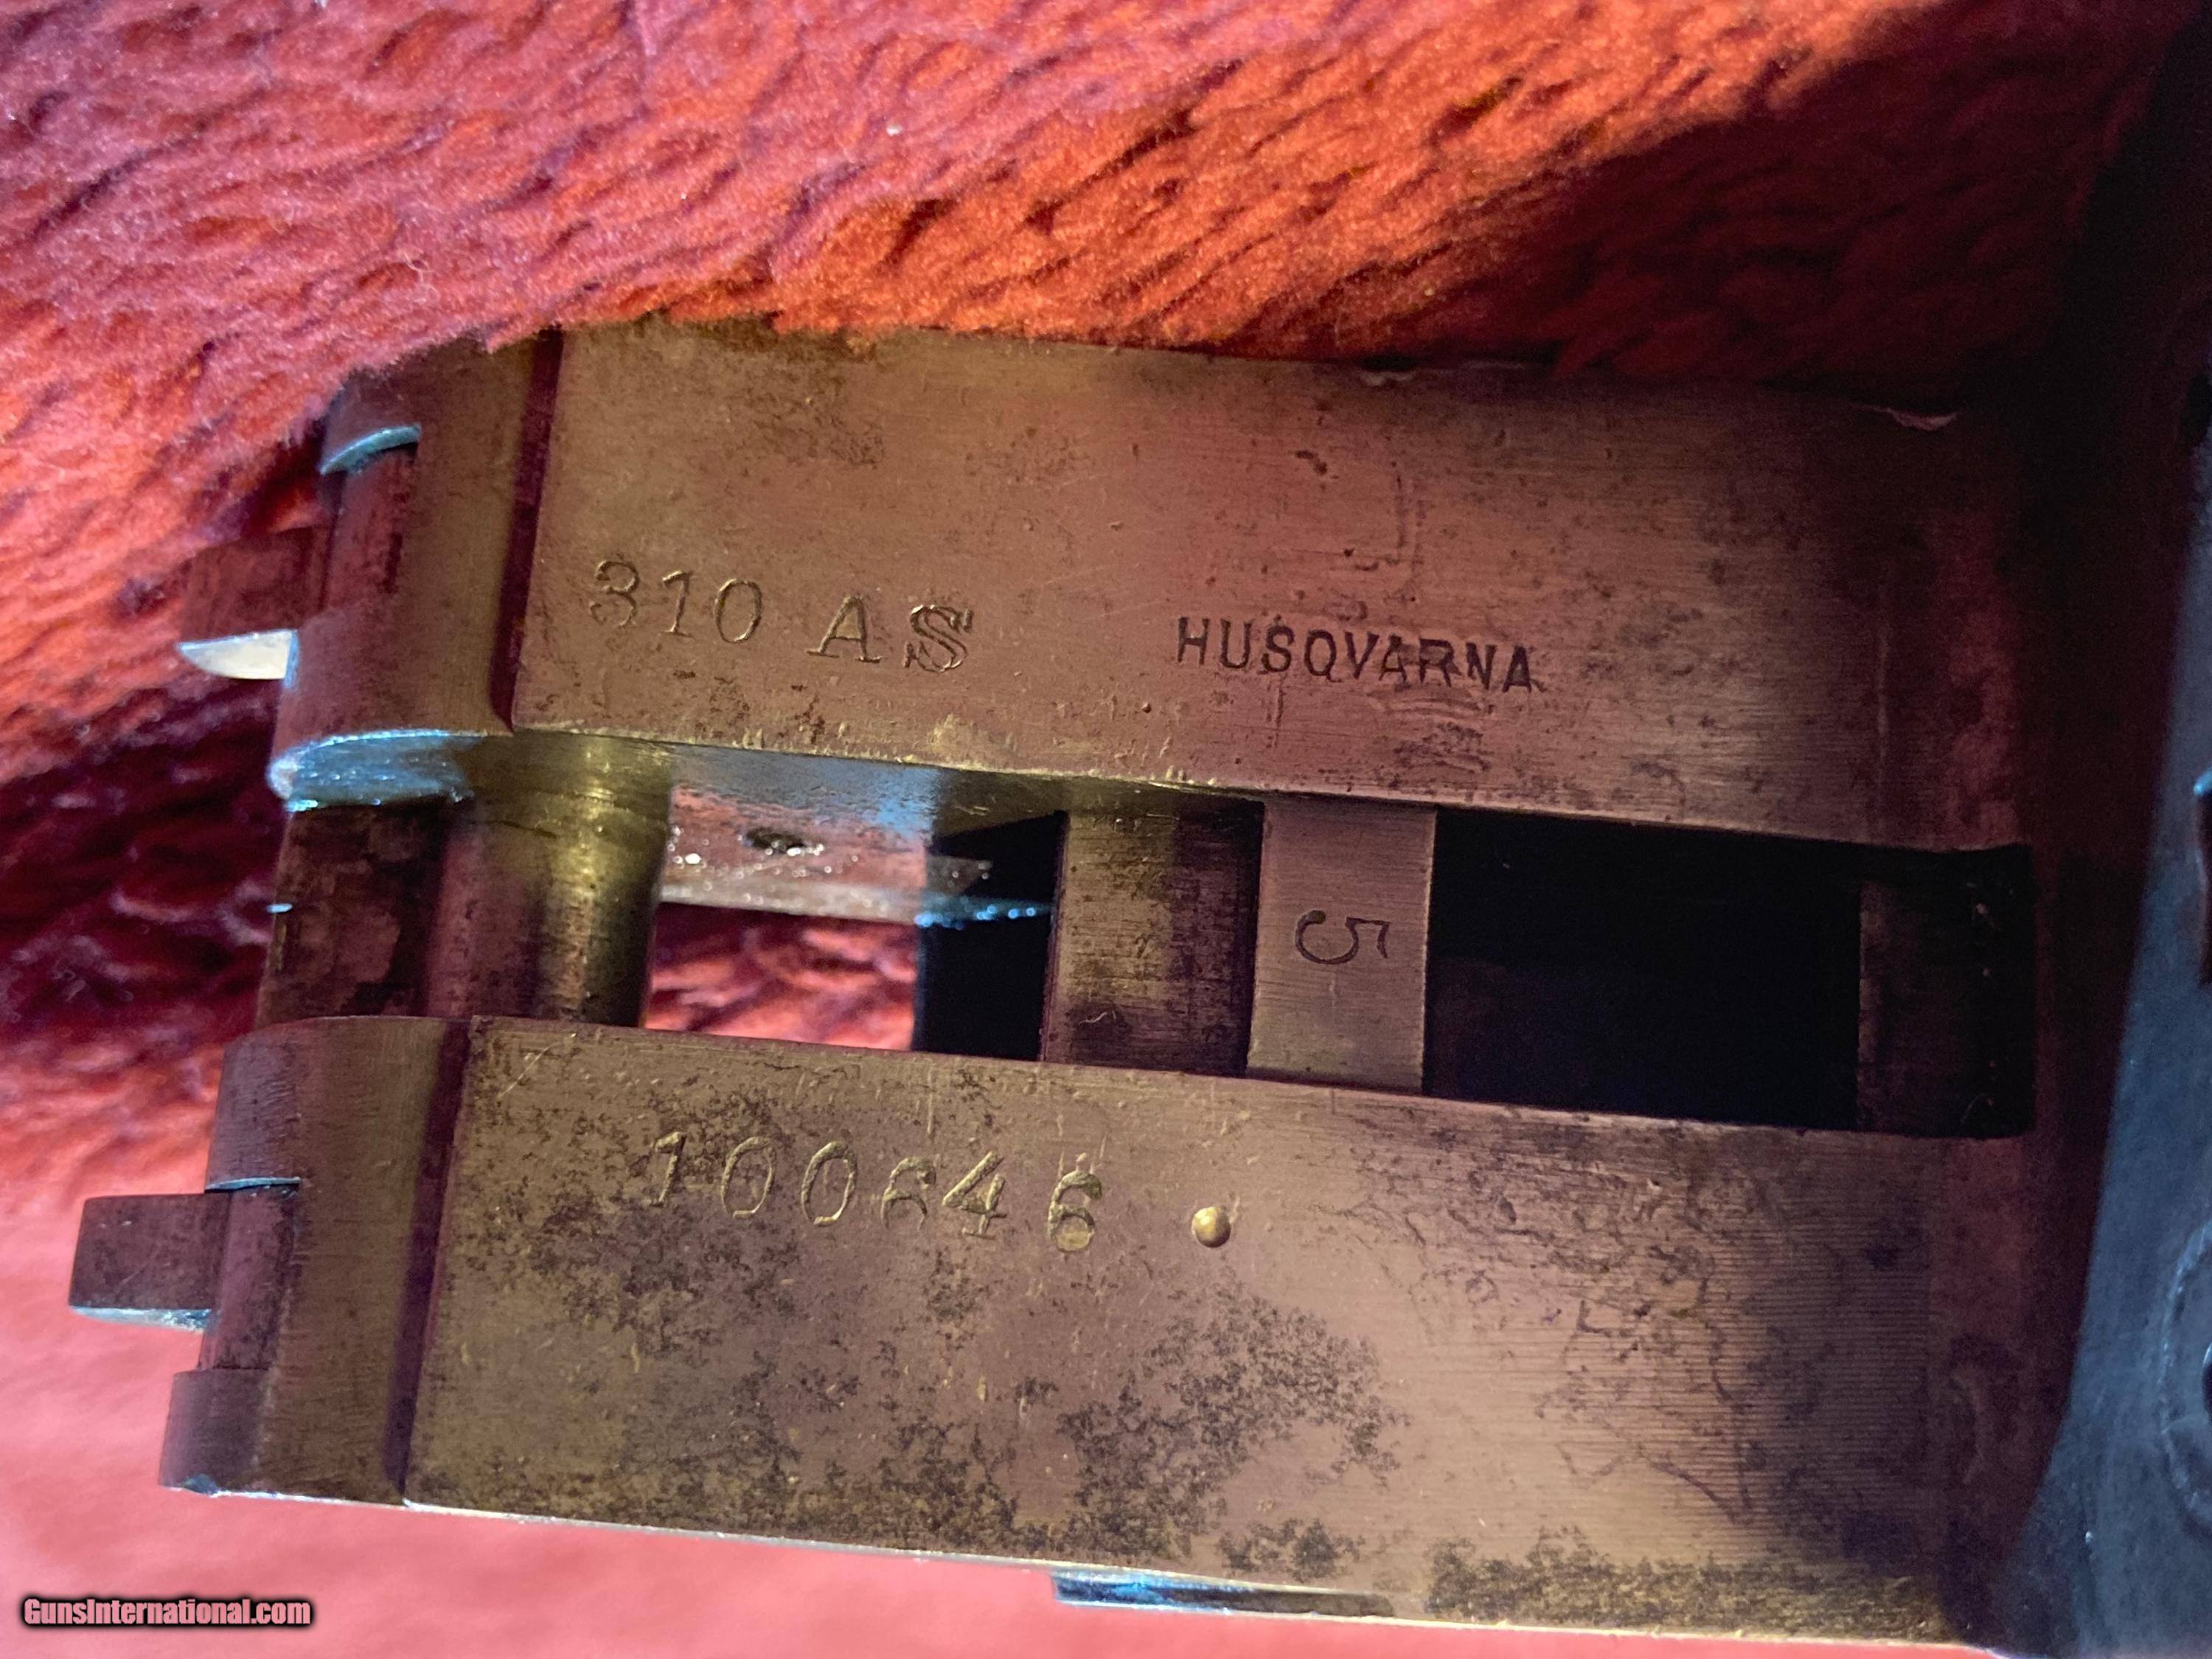 310 AS
HUSQVARNA
5
100646
GunsInternational.com